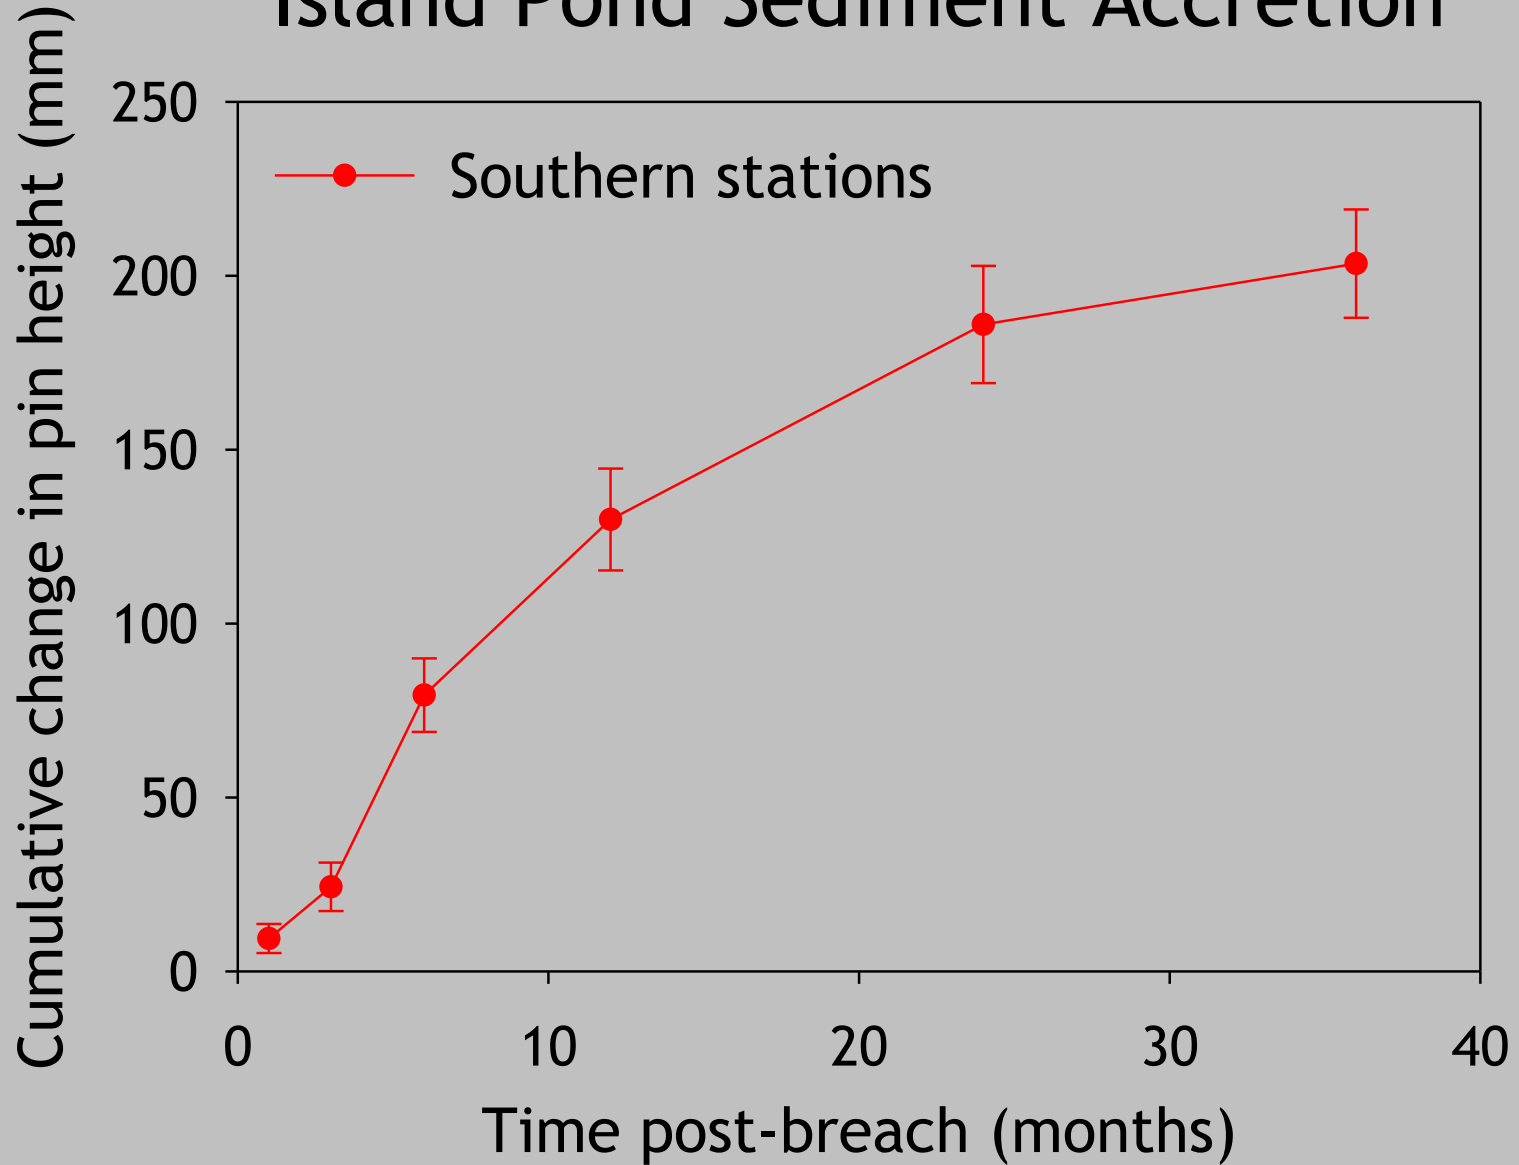 Island Pond Sediment Accretion
Cumulative change in pin height (mm)
250
Southern stations
200
150
100
50
0
0 10 20 30 40
Time post-breach (months)